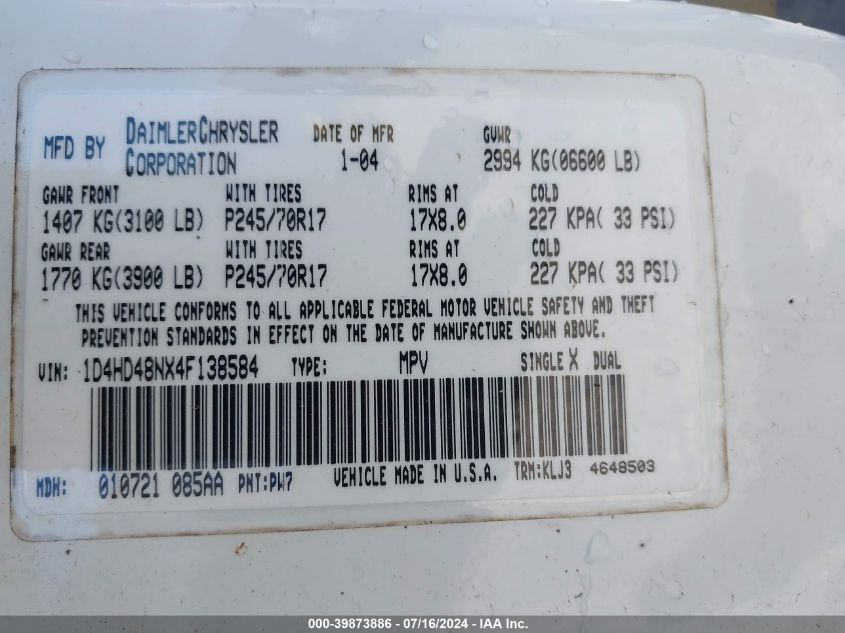 MFD BY DAIMLERCHRYSLER CORPORATION DATE OF MFR 1-04 GVWR 2994 KG(06600 LB)
GAWR FRONT WITH TIRES RIMS AT COLD
1407 KG(3100 LB) P245/70R17 17X8.0 227 KPA( 33 PSI)
GAWR REAR WITH TIRES RIMS AT COLD
1770 KG(3900 LB) P245/70R17 17X8.0 227 KPA( 33 PSI)
THIS VEHICLE CONFORMS TO ALL APPLICABLE FEDERAL MOTOR VEHICLE SAFETY AND THEFT
PREVENTION STANDARDS IN EFFECT ON THE DATE OF MANUFACTURE SHOWN ABOVE.
VIN: 1D4HD48NX4F138584 TYPE: MPV SINGLE X DUAL
MDH: 010721 085AA PNT:PW7 VEHICLE MADE IN U.S.A. TRM:KLJ3 4648503
000-39873886 - 07/16/2024 - IAA Inc.